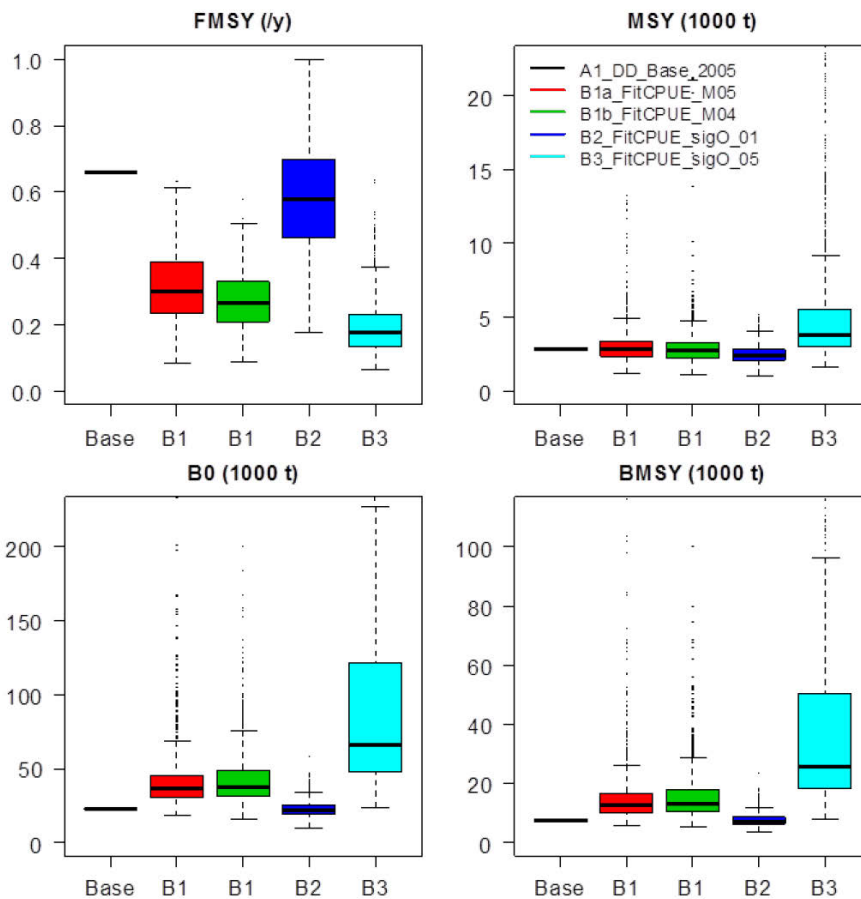 FMSY (/y)
1.0
0.8
0.6
0.4
0.2
0.0
Base B1 B1 B2 B3
MSY (1000 t)
20
15
10
5
0
A1_DD_Base_2005
B1a_FitCPUE_M05
B1b_FitCPUE_M04
B2_FitCPUE_sigO_01
B3_FitCPUE_sigO_05
Base B1 B1 B2 B3
B0 (1000 t)
200
150
100
50
0
Base B1 B1 B2 B3
BMSY (1000 t)
100
80
60
40
20
0
Base B1 B1 B2 B3